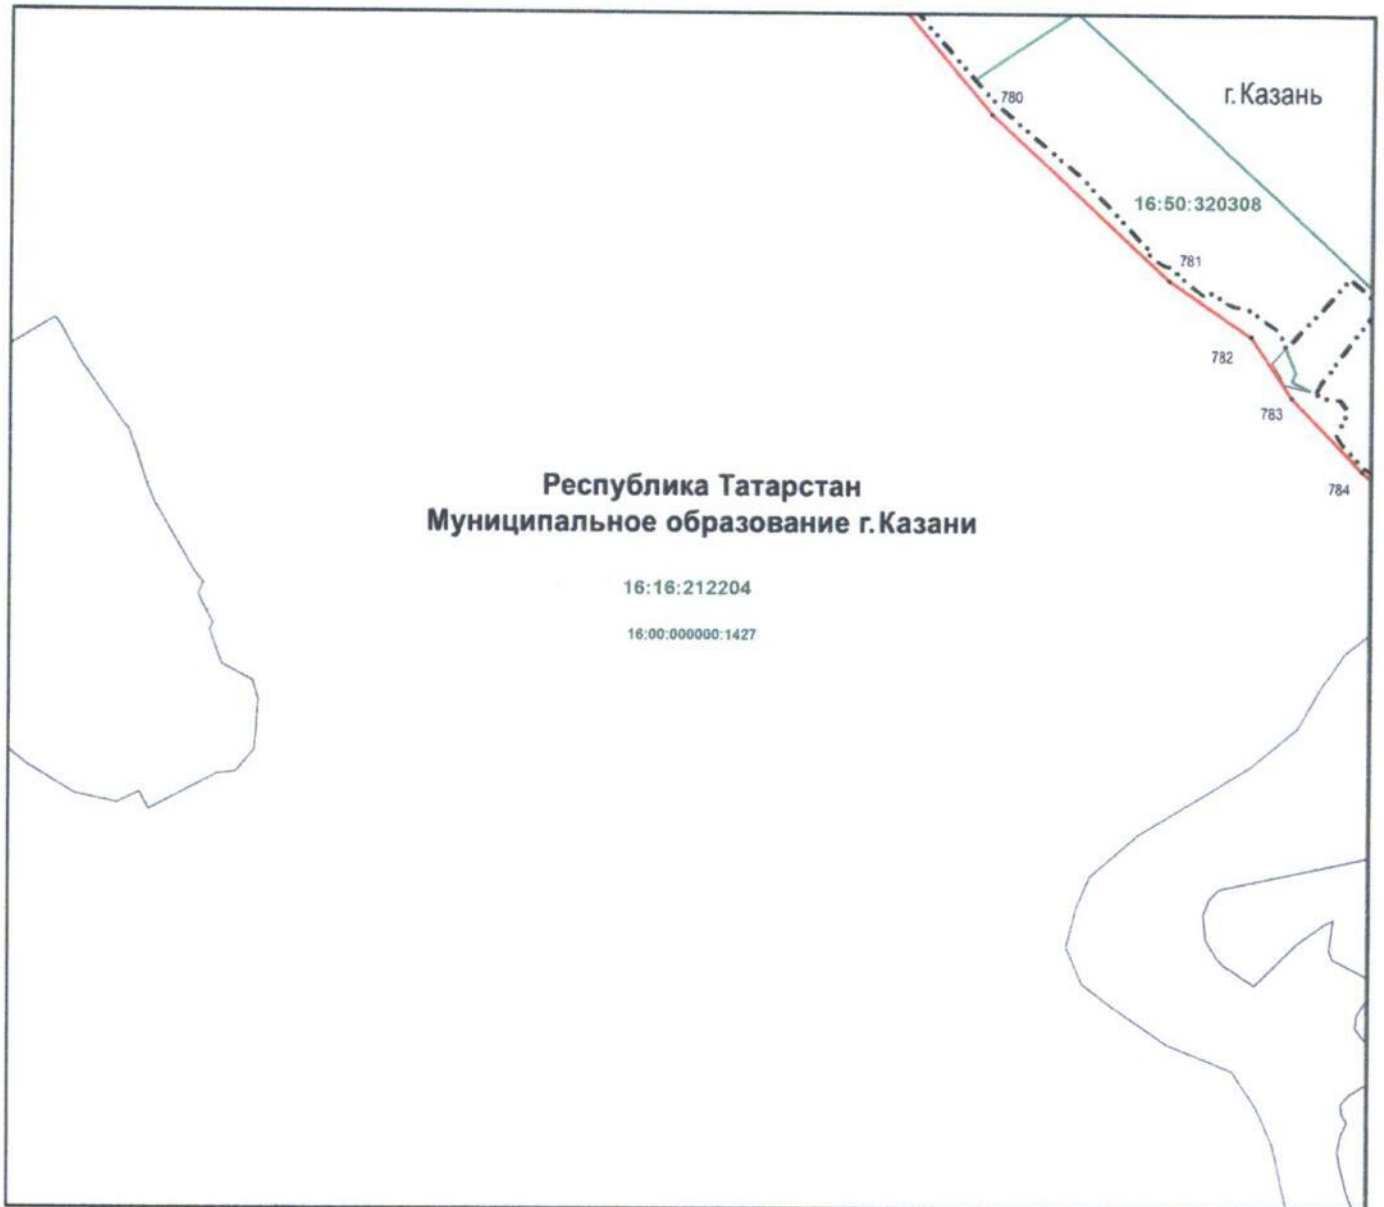 г.Казань
780
16:50:320308
781
782
783
784
Республика Татарстан
Муниципальное образование г.Казани
16:16:212204
16:00:000000:1427